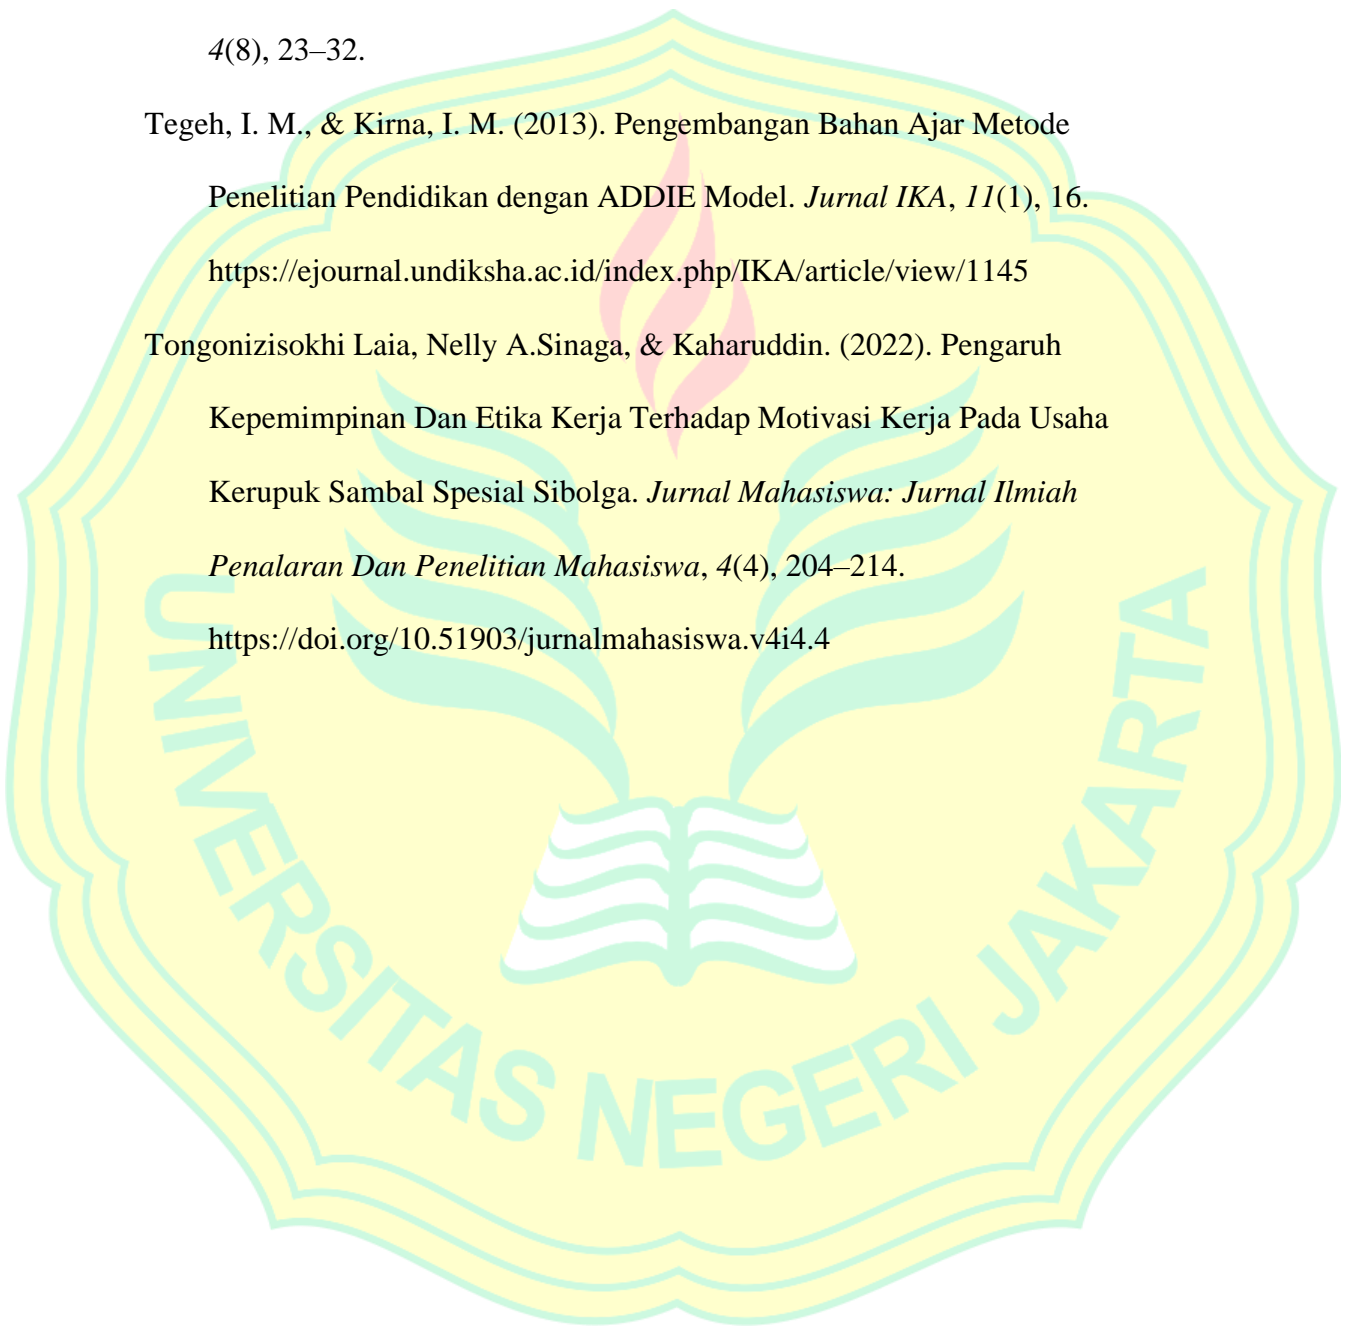 4(8), 23–32.
Tegeh, I. M., & Kirna, I. M. (2013). Pengembangan Bahan Ajar Metode
Penelitian Pendidikan dengan ADDIE Model. Jurnal IKA, 11(1), 16.
https://ejournal.undiksha.ac.id/index.php/IKA/article/view/1145
Tongonizisokhi Laia, Nelly A.Sinaga, & Kaharuddin. (2022). Pengaruh
Kepemimpinan Dan Etika Kerja Terhadap Motivasi Kerja Pada Usaha
Kerupuk Sambal Spesial Sibolga. Jurnal Mahasiswa: Jurnal Ilmiah
Penalaran Dan Penelitian Mahasiswa, 4(4), 204–214.
https://doi.org/10.51903/jurnalmahasiswa.v4i4.4
UNIVERSITAS NEGERI JAKARTA